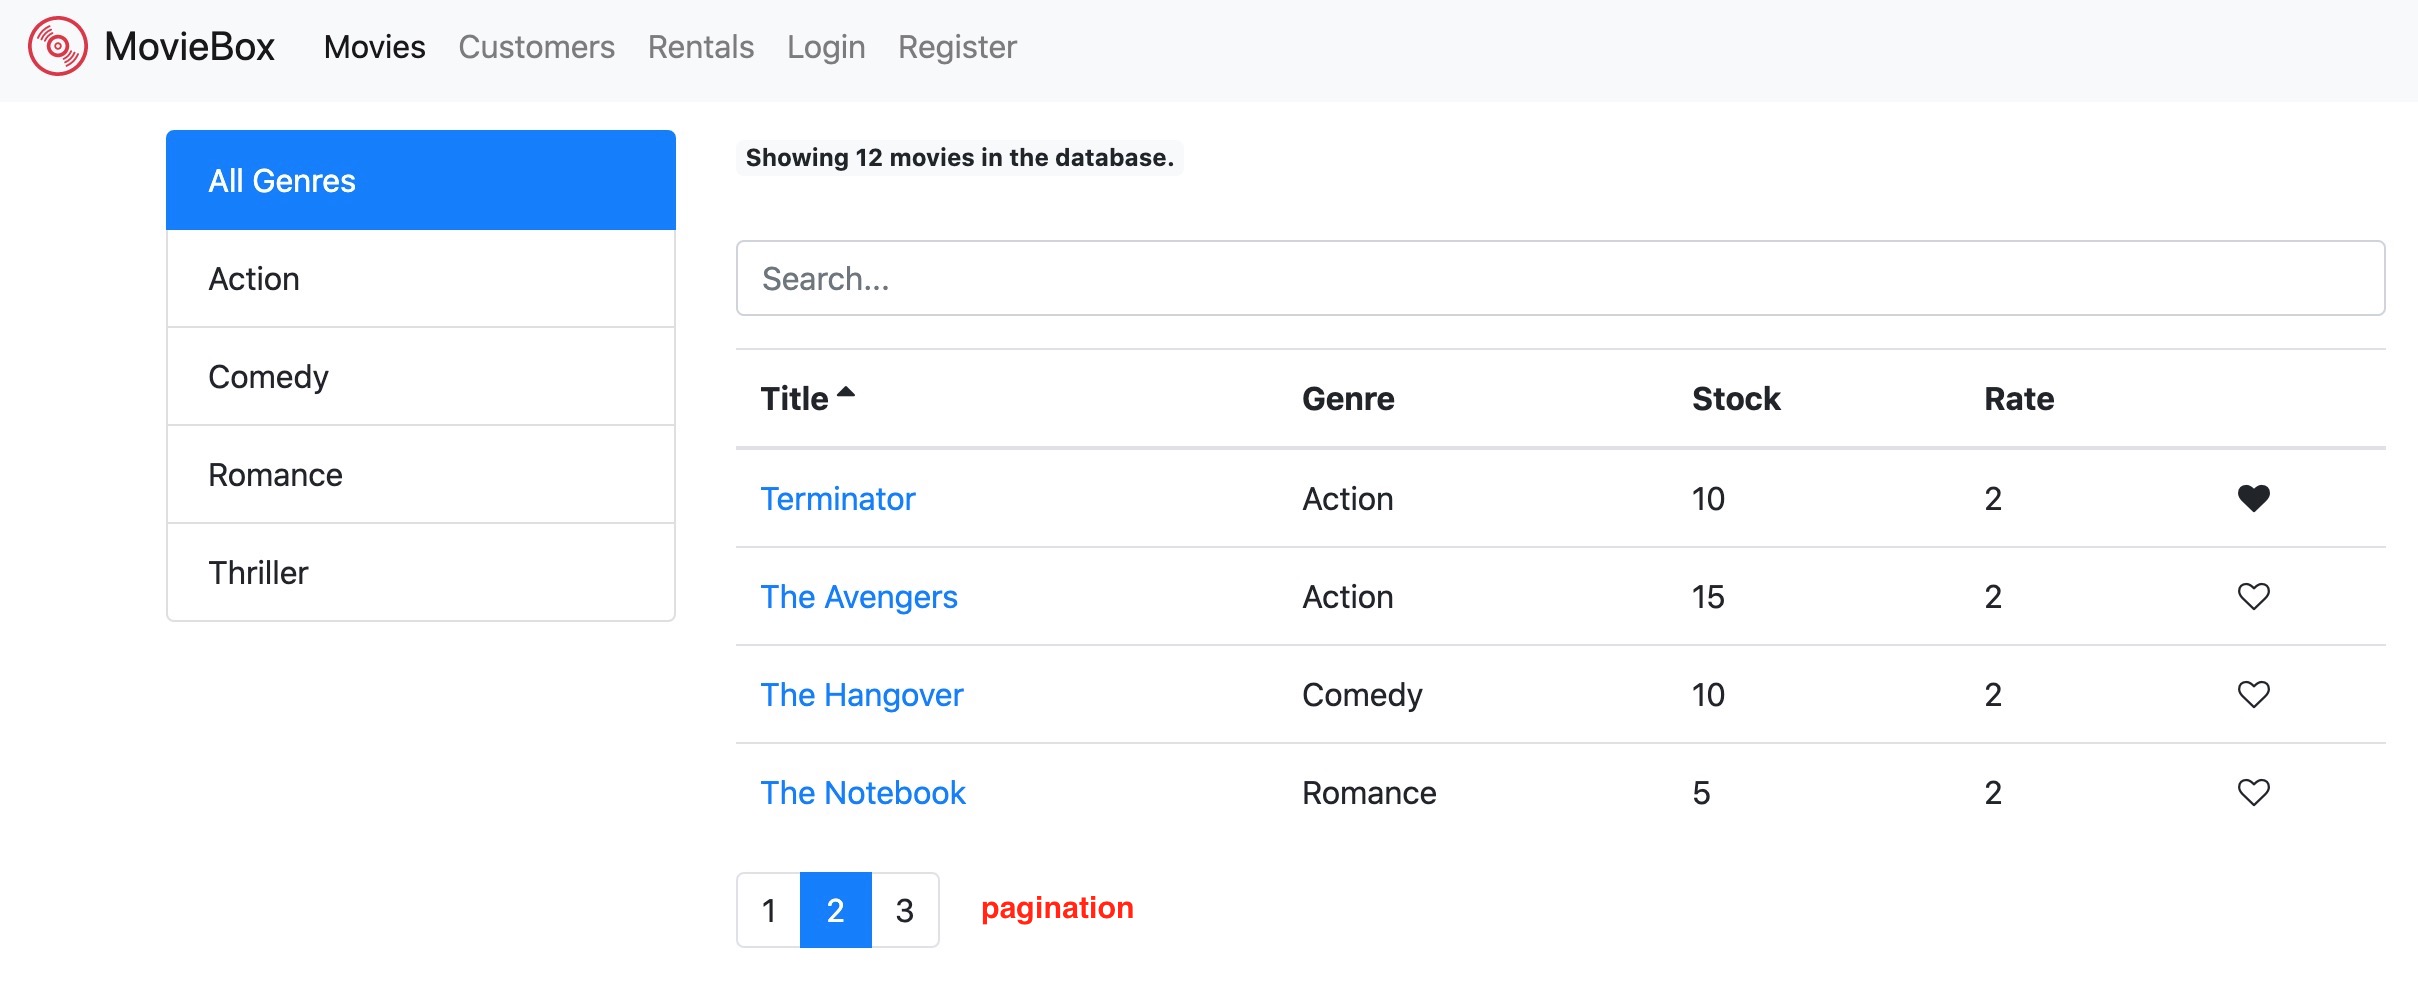 MovieBox Movies Customers Rentals Login Register
All Genres
Action
Comedy
Romance
Thriller
Showing 12 movies in the database.
Search...
Title Genre Stock Rate
Terminator Action 10 2
The Avengers Action 15 2
The Hangover Comedy 10 2
The Notebook Romance 5 2
1 2 3 pagination